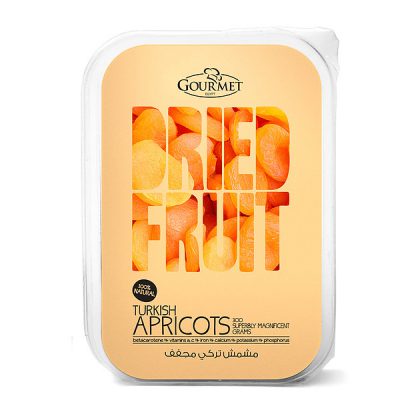 GOURMET
EGYPT
DRIED
FRUIT
100%
NATURAL
TURKISH
APRICOTS
300
SUPERBLY MAGNIFICENT
GRAMS
betacarotene vitamins a,c iron calcium potassium phosphorus
مشمش تركي مجفف